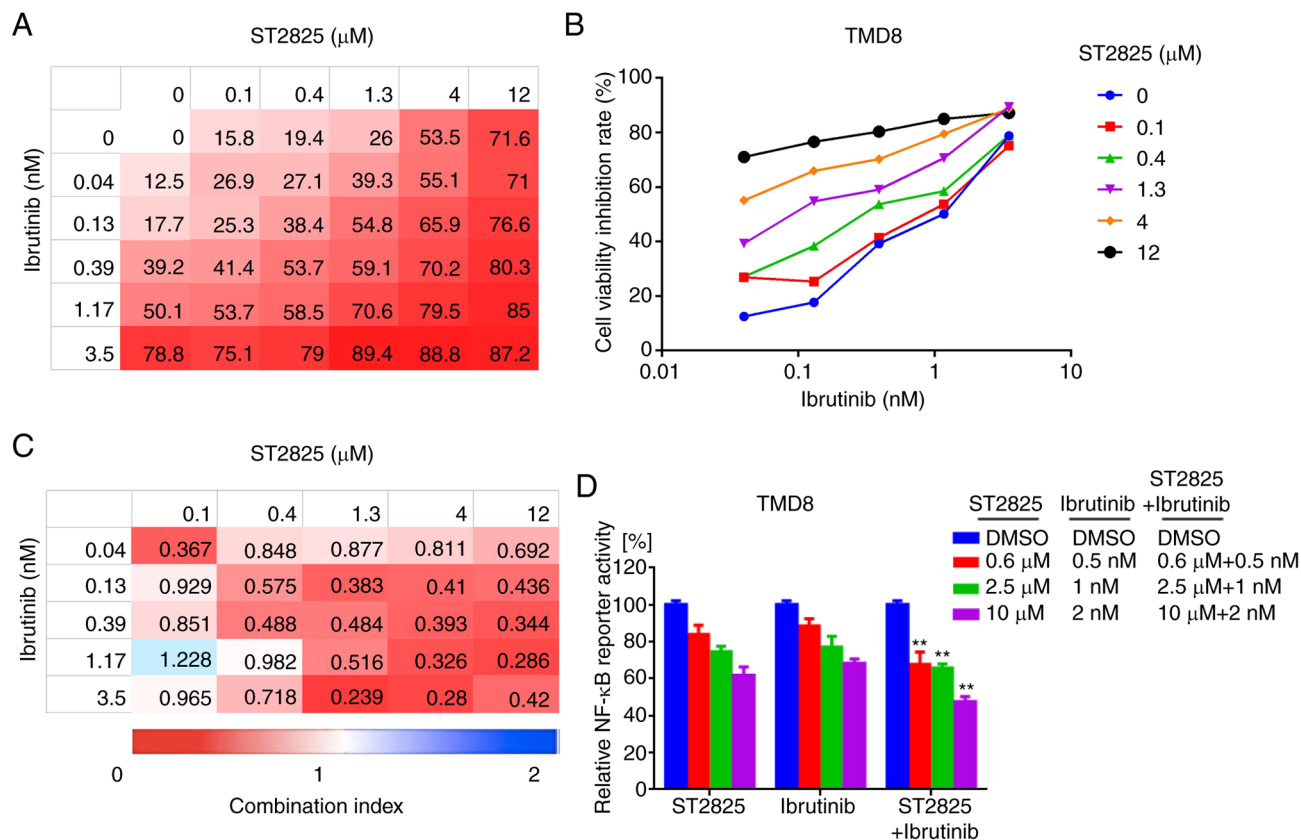 A
ST2825 (μM)
0 0.1 0.4 1.3 4 12
Ibrutinib (nM)
0 0 15.8 19.4 26 53.5 71.6
0.04 12.5 26.9 27.1 39.3 55.1 71
0.13 17.7 25.3 38.4 54.8 65.9 76.6
0.39 39.2 41.4 53.7 59.1 70.2 80.3
1.17 50.1 53.7 58.5 70.6 79.5 85
3.5 78.8 75.1 79 89.4 88.8 87.2
B
TMD8
Cell viability inhibition rate (%)
100
80
60
40
20
0
0.01 0.1 1 10
Ibrutinib (nM)
ST2825 (μM)
0
0.1
0.4
1.3
4
12
C
ST2825 (μM)
0.1 0.4 1.3 4 12
Ibrutinib (nM)
0.04 0.367 0.848 0.877 0.811 0.692
0.13 0.929 0.575 0.383 0.41 0.436
0.39 0.851 0.488 0.484 0.393 0.344
1.17 1.228 0.982 0.516 0.326 0.286
3.5 0.965 0.718 0.239 0.28 0.42
0 1 2
Combination index
D
TMD8
Relative NF-κB reporter activity
[%]
120
100
80
60
40
20
0
** ** **
ST2825 Ibrutinib ST2825
+Ibrutinib
ST2825
ST2825 Ibrutinib +Ibrutinib
DMSO DMSO DMSO
0.6 μM 0.5 nM 0.6 μM+0.5 nM
2.5 μM 1 nM 2.5 μM+1 nM
10 μM 2 nM 10 μM+2 nM